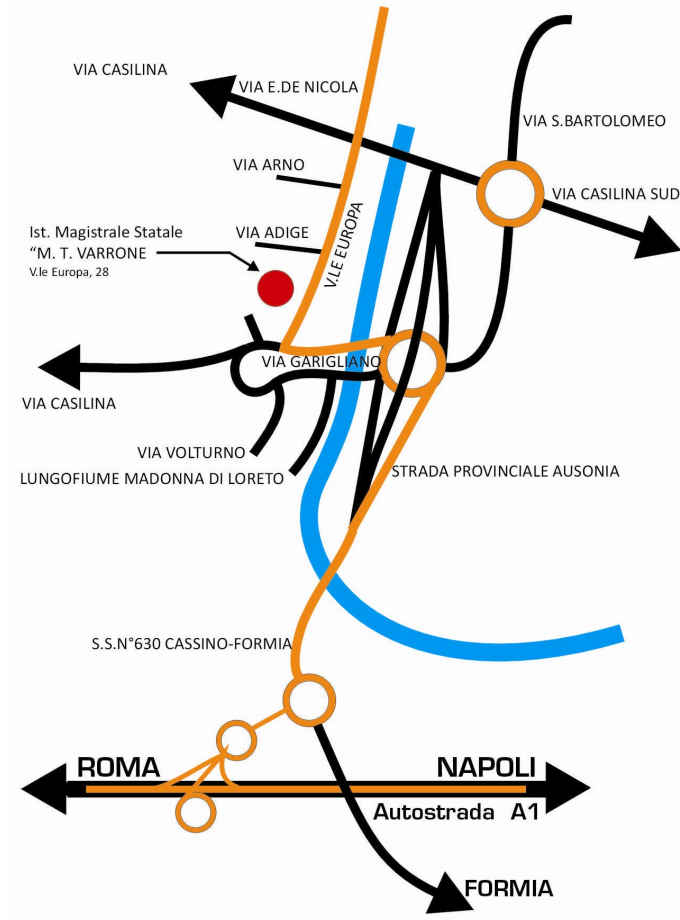 VIA CASILINA
VIA E.DE NICOLA
VIA S.BARTOLOMEO
VIA ARNO
VIA CASILINA SUD
V.LE EUROPA
VIA ADIGE
Ist. Magistrale Statale
“M. T. VARRONE
V.le Europa, 28
VIA GARIGLIANO
VIA CASILINA
VIA VOLTURNO
LUNGOFIUME MADONNA DI LORETO
STRADA PROVINCIALE AUSONIA
S.S.N°630 CASSINO-FORMIA
ROMA
NAPOLI
Autostrada A1
FORMIA